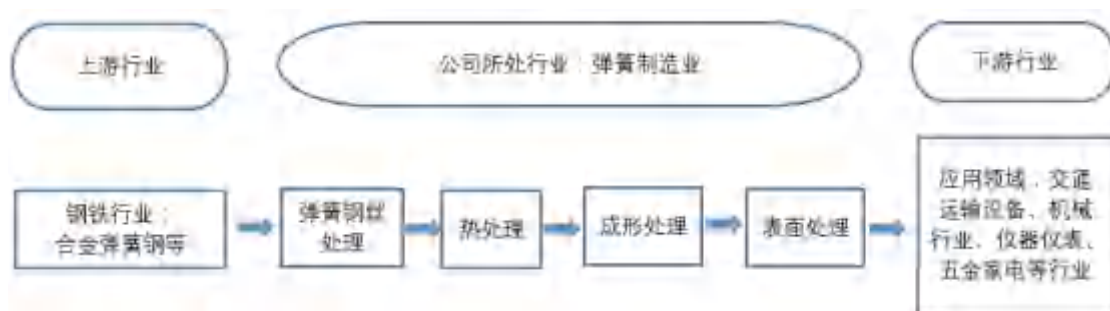 上游行业
公司所处行业：弹簧制造业
下游行业
钢铁行业：
合金弹簧钢等
弹簧钢丝
处理
热处理
成形处理
表面处理
应用领域：交通
运输设备、机械
行业、仪器仪表、
五金家电等行业